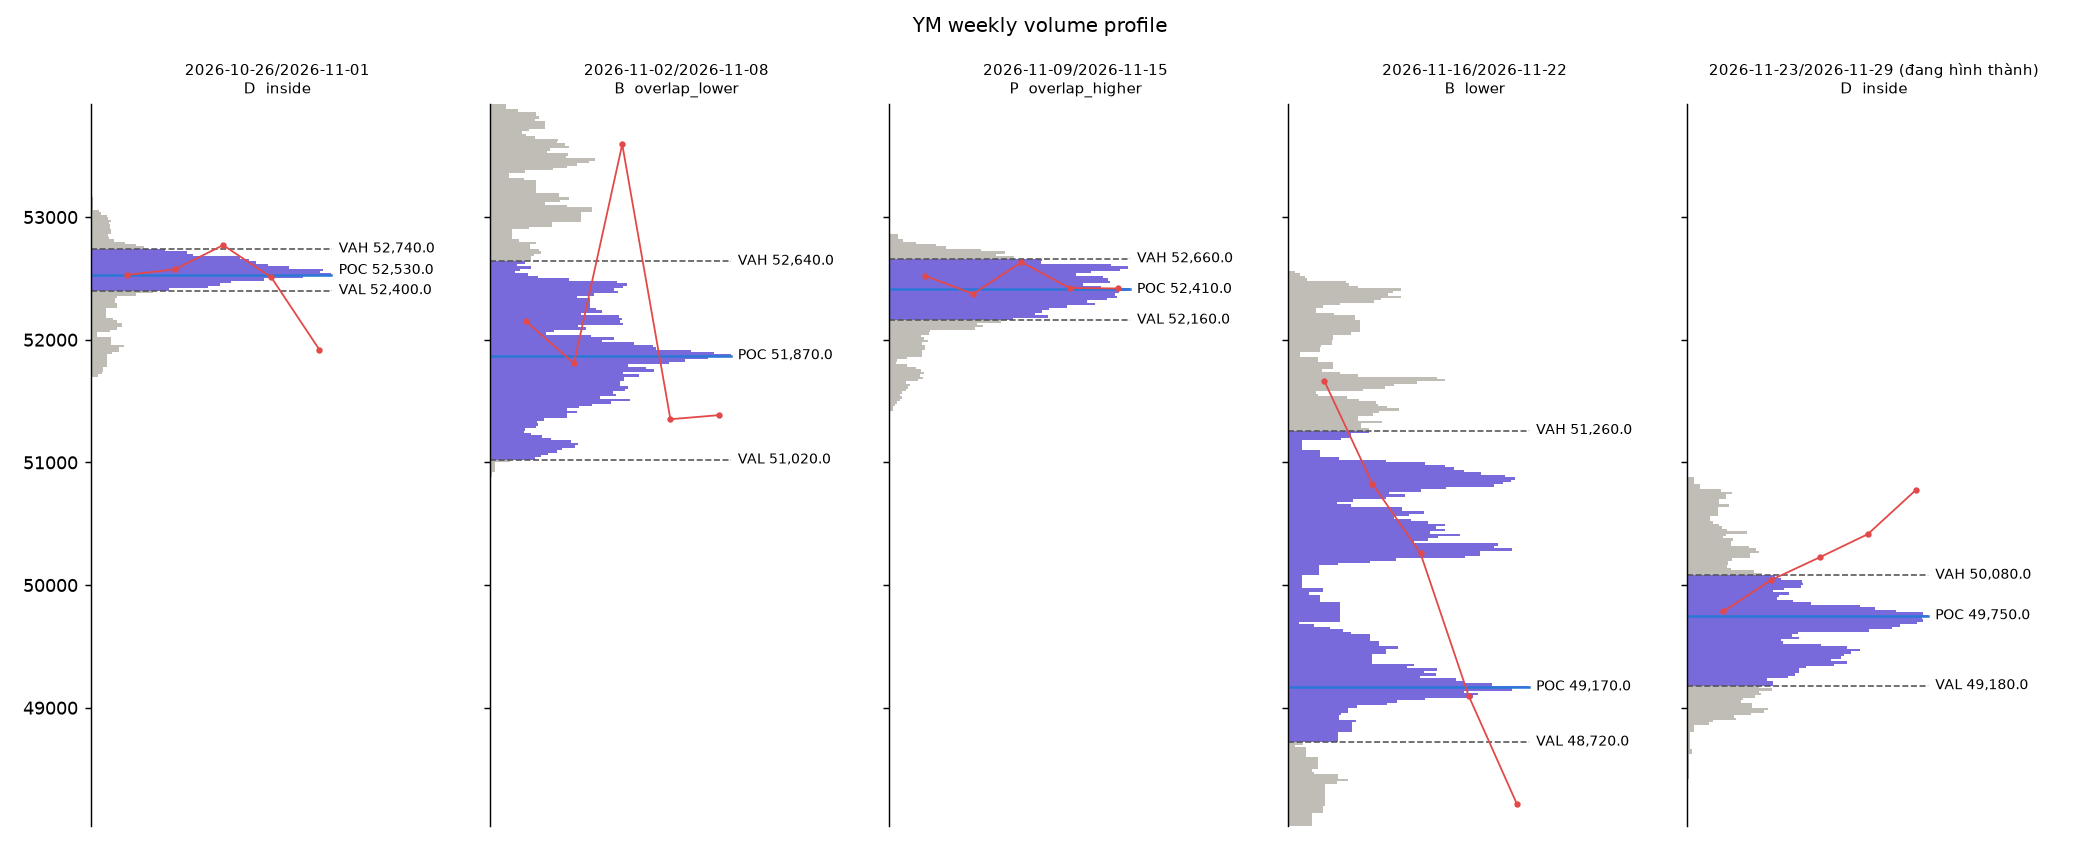 YM weekly volume profile
2026-10-26/2026-11-01
D  inside
2026-11-02/2026-11-08
B  overlap_lower
2026-11-09/2026-11-15
P  overlap_higher
2026-11-16/2026-11-22
B  lower
2026-11-23/2026-11-29 (đang hình thành)
D  inside
53000
52000
51000
50000
49000
VAH 52,740.0
POC 52,530.0
VAL 52,400.0
VAH 52,640.0
POC 51,870.0
VAL 51,020.0
VAH 52,660.0
POC 52,410.0
VAL 52,160.0
VAH 51,260.0
POC 49,170.0
VAL 48,720.0
VAH 50,080.0
POC 49,750.0
VAL 49,180.0